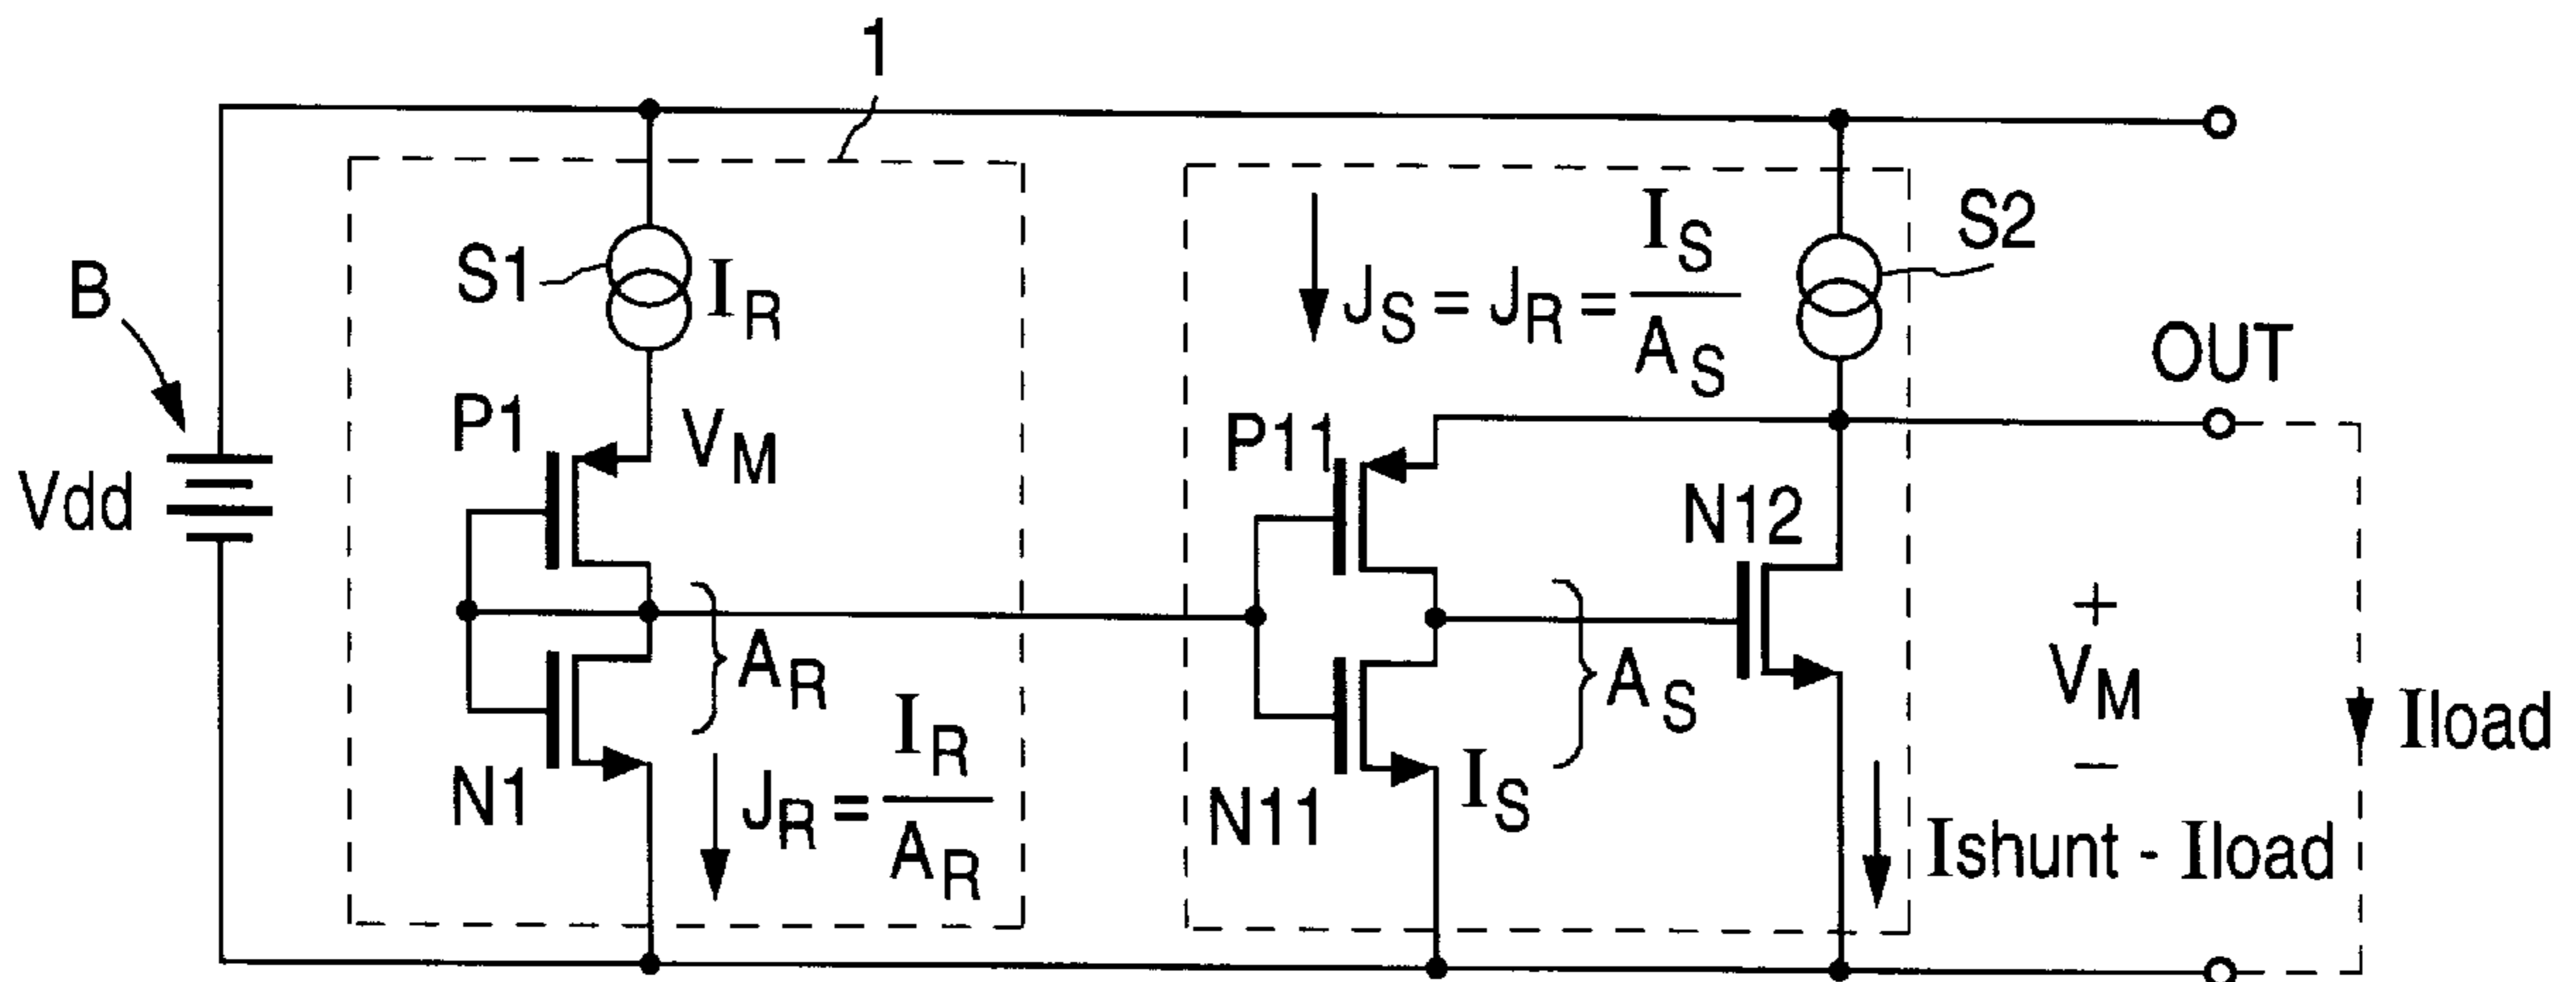 1
B
Vdd
S1
I_R
P1
V_M
A_R
N1
J_R = I_R / A_R
J_S = J_R = I_S / A_S
S2
OUT
P11
N12
A_S
N11
I_S
+
V_M
−
Iload
Ishunt - Iload